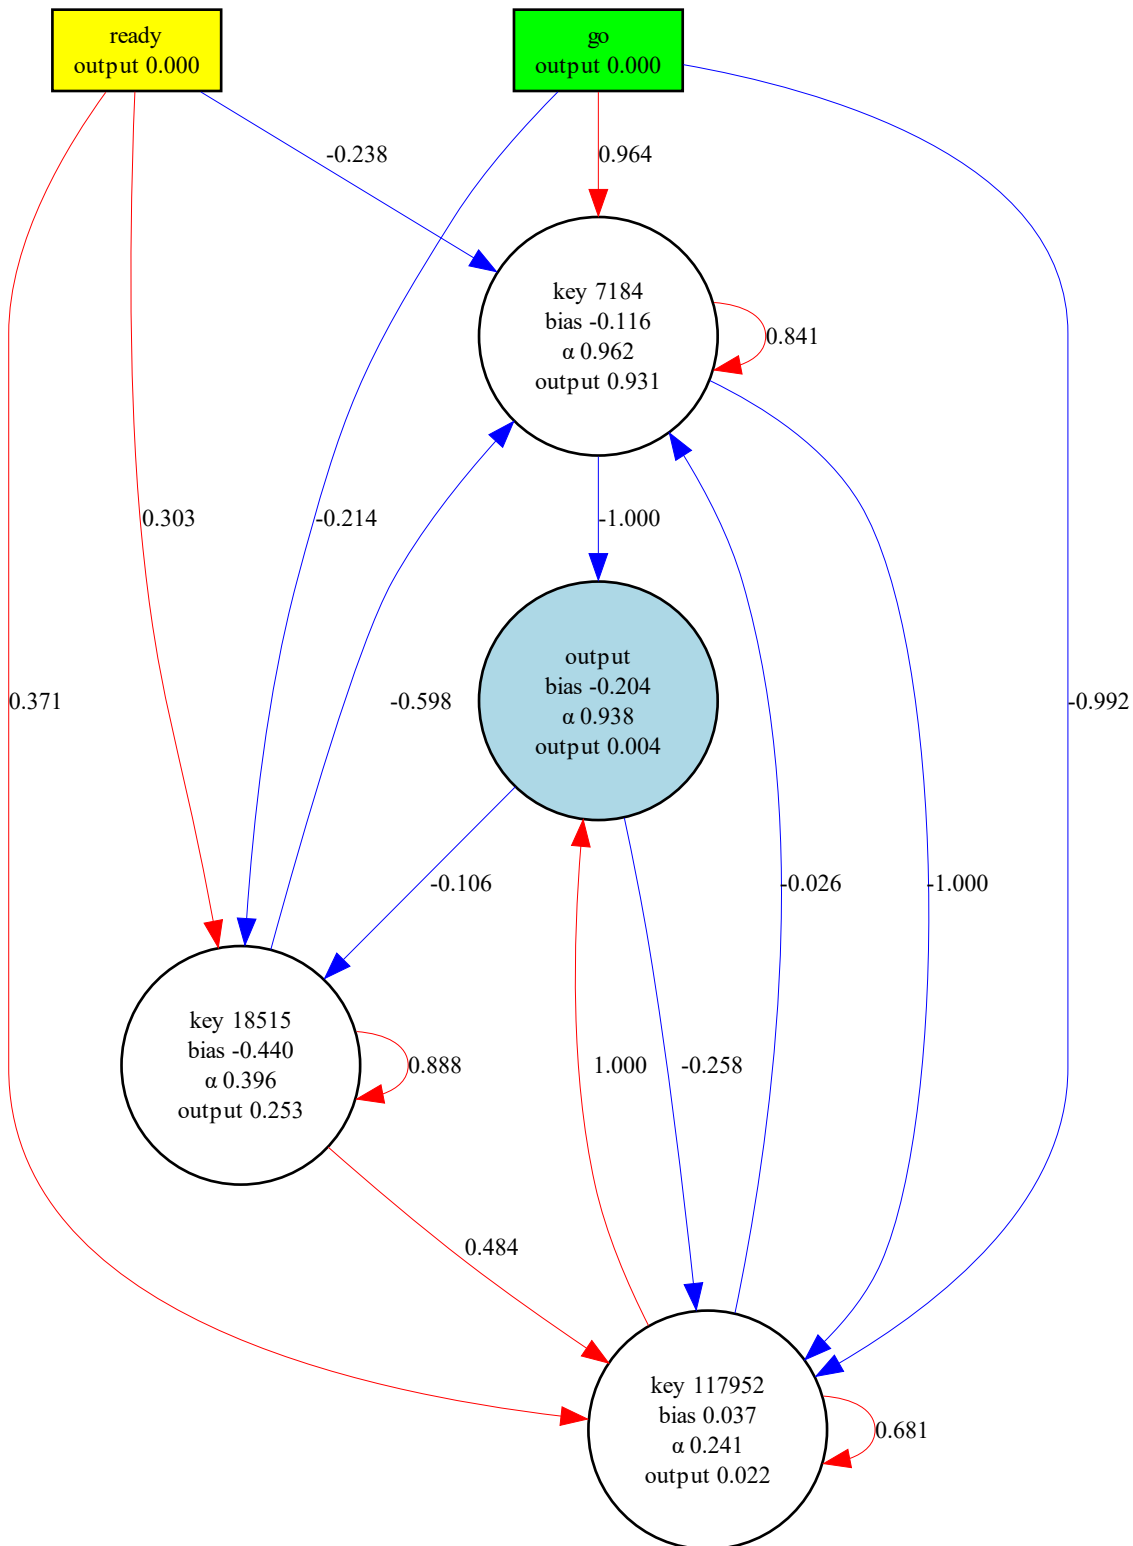 ready
output 0.000
go
output 0.000
-0.238
0.964
key 7184
bias -0.116
α 0.962
output 0.931
0.841
0.303
-0.214
-1.000
0.371
-0.598
output
bias -0.204
α 0.938
output 0.004
-0.992
-0.106
-0.026
-1.000
key 18515
bias -0.440
α 0.396
output 0.253
0.888
1.000
-0.258
0.484
key 117952
bias 0.037
α 0.241
output 0.022
0.681